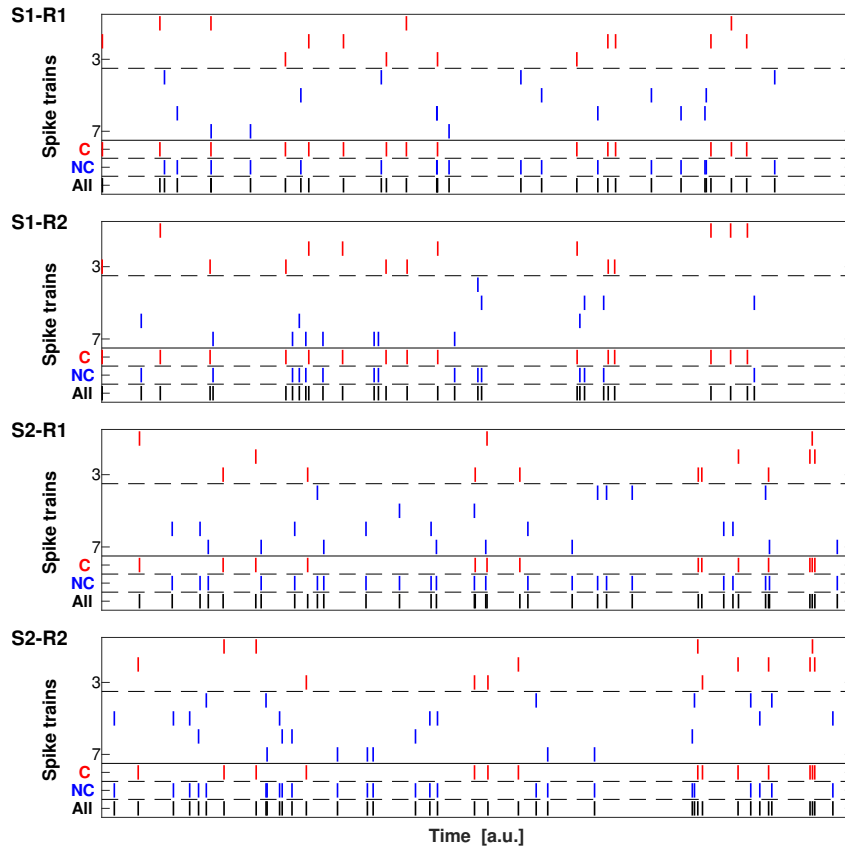 S1-R1
Spike trains
3
7
C
NC
All
S1-R2
Spike trains
3
7
C
NC
All
S2-R1
Spike trains
3
7
C
NC
All
S2-R2
Spike trains
3
7
C
NC
All
Time [a.u.]